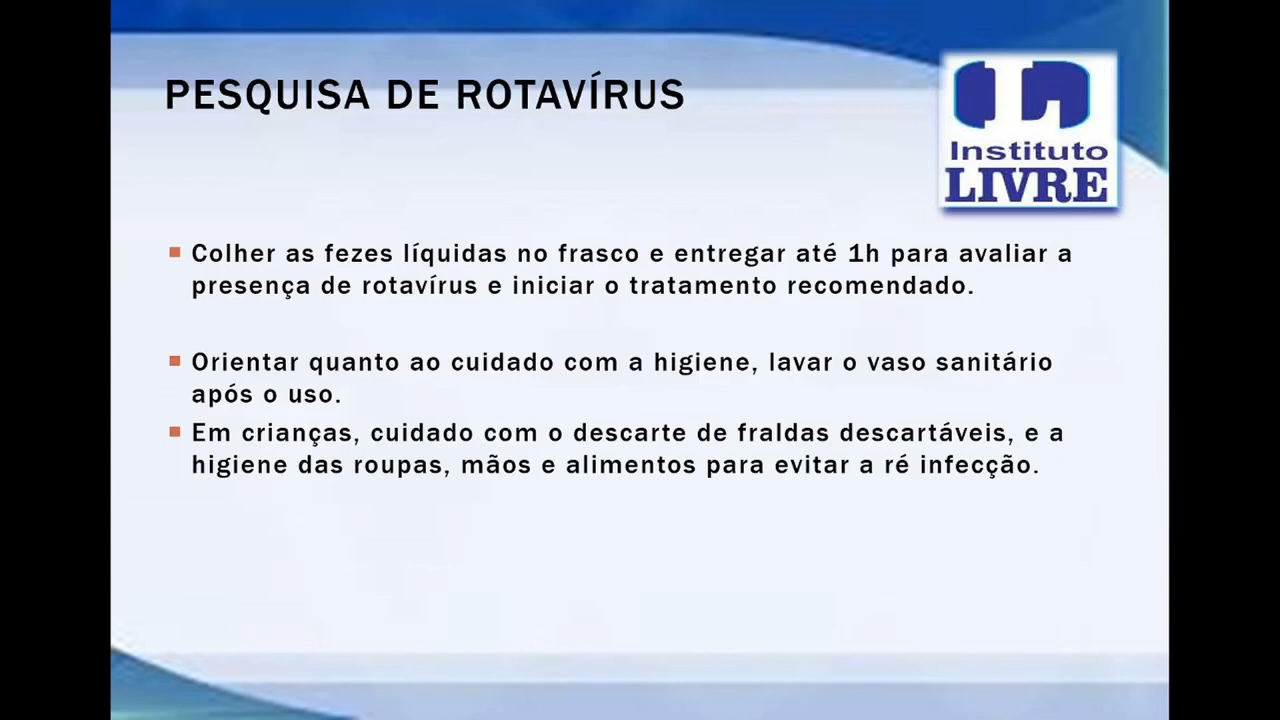 PESQUISA DE ROTAVÍRUS
Instituto
LIVRE
Colher as fezes líquidas no frasco e entregar até 1h para avaliar a
presença de rotavírus e iniciar o tratamento recomendado.
Orientar quanto ao cuidado com a higiene, lavar o vaso sanitário
após o uso.
Em crianças, cuidado com o descarte de fraldas descartáveis, e a
higiene das roupas, mãos e alimentos para evitar a ré infecção.